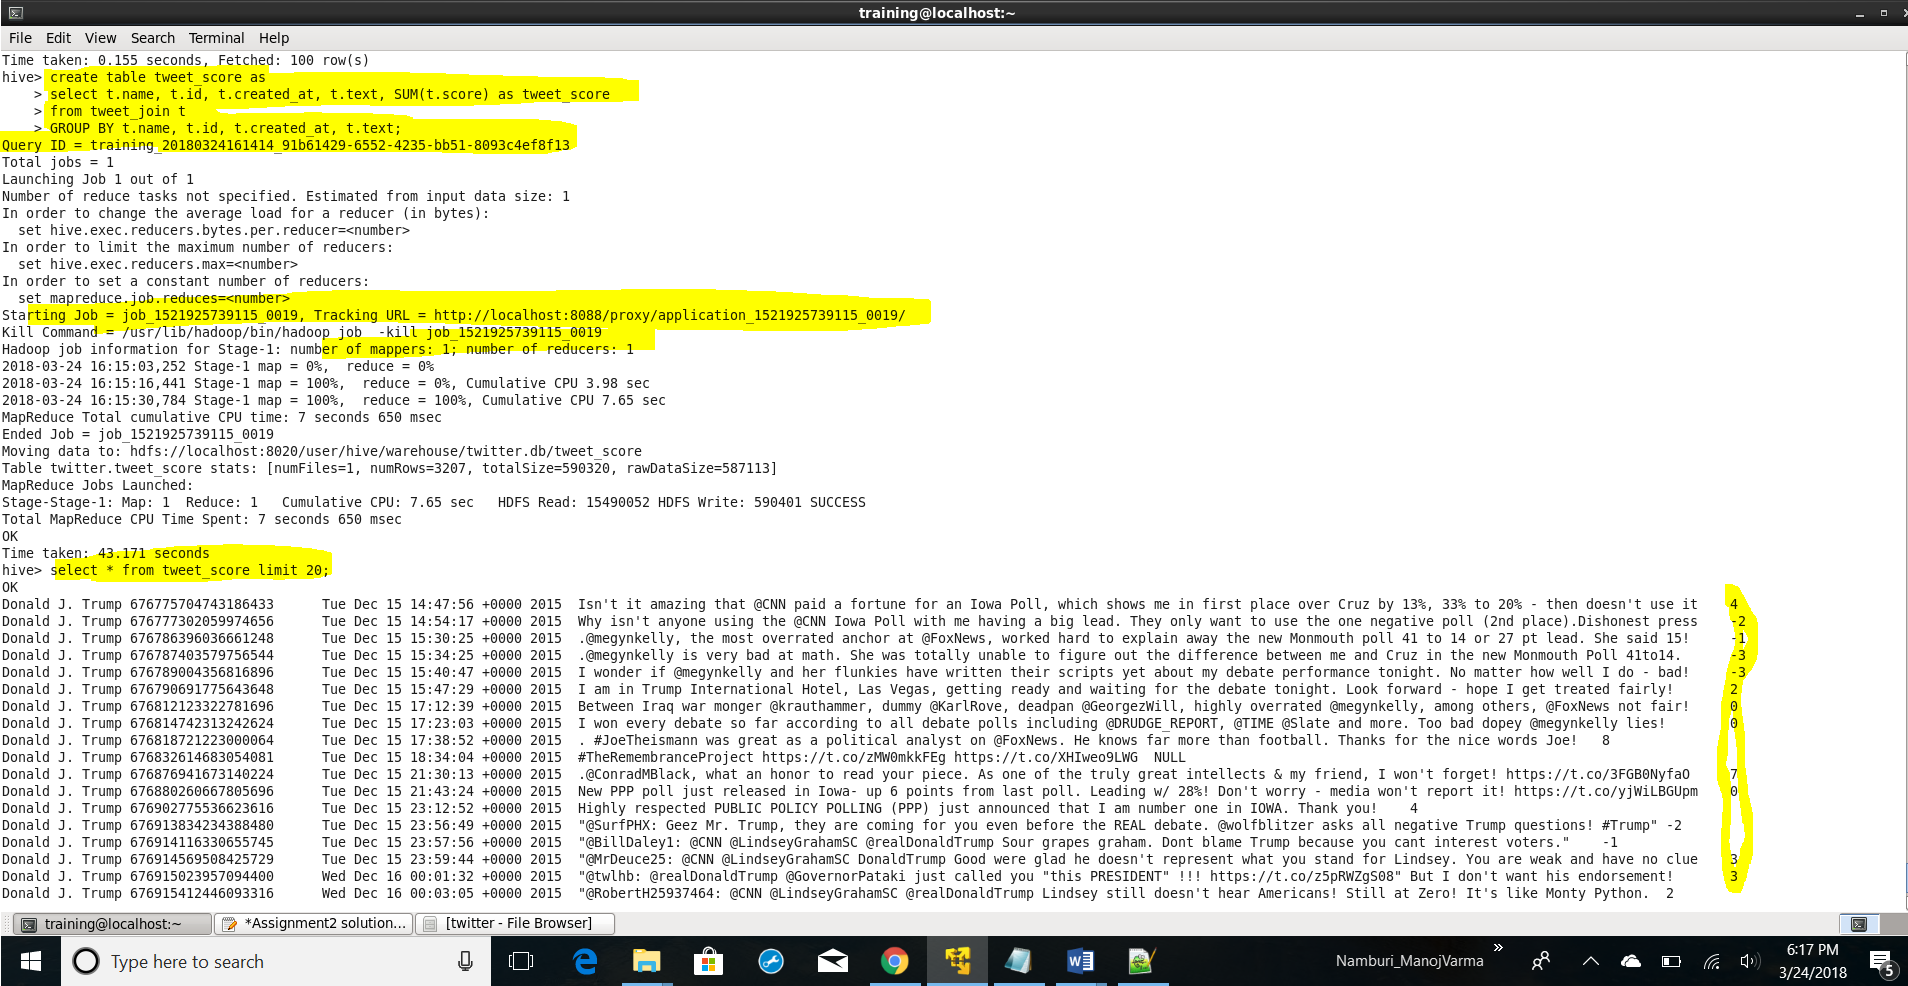 training@localhost:~
File Edit View Search Terminal Help
Time taken: 0.155 seconds, Fetched: 100 row(s)
hive> create table tweet_score as
    > select t.name, t.id, t.created_at, t.text, SUM(t.score) as tweet_score
    > from tweet_join t
    > GROUP BY t.name, t.id, t.created_at, t.text;
Query ID = training_20180324161414_91b61429-6552-4235-bb51-8093c4ef8f13
Total jobs = 1
Launching Job 1 out of 1
Number of reduce tasks not specified. Estimated from input data size: 1
In order to change the average load for a reducer (in bytes):
  set hive.exec.reducers.bytes.per.reducer=<number>
In order to limit the maximum number of reducers:
  set hive.exec.reducers.max=<number>
In order to set a constant number of reducers:
  set mapreduce.job.reduces=<number>
Starting Job = job_1521925739115_0019, Tracking URL = http://localhost:8088/proxy/application_1521925739115_0019/
Kill Command = /usr/lib/hadoop/bin/hadoop job  -kill job_1521925739115_0019
Hadoop job information for Stage-1: number of mappers: 1; number of reducers: 1
2018-03-24 16:15:03,252 Stage-1 map = 0%,  reduce = 0%
2018-03-24 16:15:16,441 Stage-1 map = 100%,  reduce = 0%, Cumulative CPU 3.98 sec
2018-03-24 16:15:30,784 Stage-1 map = 100%,  reduce = 100%, Cumulative CPU 7.65 sec
MapReduce Total cumulative CPU time: 7 seconds 650 msec
Ended Job = job_1521925739115_0019
Moving data to: hdfs://localhost:8020/user/hive/warehouse/twitter.db/tweet_score
Table twitter.tweet_score stats: [numFiles=1, numRows=3207, totalSize=590320, rawDataSize=587113]
MapReduce Jobs Launched:
Stage-Stage-1: Map: 1  Reduce: 1   Cumulative CPU: 7.65 sec   HDFS Read: 15490052 HDFS Write: 590401 SUCCESS
Total MapReduce CPU Time Spent: 7 seconds 650 msec
OK
Time taken: 43.171 seconds
hive> select * from tweet_score limit 20;
OK
Donald J. Trump 676775704743186433 Tue Dec 15 14:47:56 +0000 2015 Isn't it amazing that @CNN paid a fortune for an Iowa Poll, which shows me in first place over Cruz by 13%, 33% to 20% - then doesn't use it 4
Donald J. Trump 676777302059974656 Tue Dec 15 14:54:17 +0000 2015 Why isn't anyone using the @CNN Iowa Poll with me having a big lead. They only want to use the one negative poll (2nd place).Dishonest press -2
Donald J. Trump 676786396036661248 Tue Dec 15 15:30:25 +0000 2015 .@megynkelly, the most overrated anchor at @FoxNews, worked hard to explain away the new Monmouth poll 41 to 14 or 27 pt lead. She said 15! -1
Donald J. Trump 676787403579756544 Tue Dec 15 15:34:25 +0000 2015 .@megynkelly is very bad at math. She was totally unable to figure out the difference between me and Cruz in the new Monmouth Poll 41to14. -3
Donald J. Trump 676789004356816896 Tue Dec 15 15:40:47 +0000 2015 I wonder if @megynkelly and her flunkies have written their scripts yet about my debate performance tonight. No matter how well I do - bad! -3
Donald J. Trump 676790691775643648 Tue Dec 15 15:47:29 +0000 2015 I am in Trump International Hotel, Las Vegas, getting ready and waiting for the debate tonight. Look forward - hope I get treated fairly! 2
Donald J. Trump 676812123322781696 Tue Dec 15 17:12:39 +0000 2015 Between Iraq war monger @krauthammer, dummy @KarlRove, deadpan @GeorgezWill, highly overrated @megynkelly, among others, @FoxNews not fair! 0
Donald J. Trump 676814742313242624 Tue Dec 15 17:23:03 +0000 2015 I won every debate so far according to all debate polls including @DRUDGE_REPORT, @TIME @Slate and more. Too bad dopey @megynkelly lies! 0
Donald J. Trump 676818721223000064 Tue Dec 15 17:38:52 +0000 2015 . #JoeTheismann was great as a political analyst on @FoxNews. He knows far more than football. Thanks for the nice words Joe! 8
Donald J. Trump 676832614683054081 Tue Dec 15 18:34:04 +0000 2015 #TheRemembranceProject https://t.co/zMW0mkkFEg https://t.co/XHIweo9LWG NULL
Donald J. Trump 676876941673140224 Tue Dec 15 21:30:13 +0000 2015 .@ConradMBlack, what an honor to read your piece. As one of the truly great intellects & my friend, I won't forget! https://t.co/3FGB0NyfaO 7
Donald J. Trump 676880260667805696 Tue Dec 15 21:43:24 +0000 2015 New PPP poll just released in Iowa- up 6 points from last poll. Leading w/ 28%! Don't worry - media won't report it! https://t.co/yjWiLBGUpm 0
Donald J. Trump 676902775536623616 Tue Dec 15 23:12:52 +0000 2015 Highly respected PUBLIC POLICY POLLING (PPP) just announced that I am number one in IOWA. Thank you! 4
Donald J. Trump 676913834234388480 Tue Dec 15 23:56:49 +0000 2015 "@SurfPHX: Geez Mr. Trump, they are coming for you even before the REAL debate. @wolfblitzer asks all negative Trump questions! #Trump" -2
Donald J. Trump 676914116330655745 Tue Dec 15 23:57:56 +0000 2015 "@BillDaley1: @CNN @LindseyGrahamSC @realDonaldTrump Sour grapes graham. Dont blame Trump because you cant interest voters." -1
Donald J. Trump 676914569508425729 Tue Dec 15 23:59:44 +0000 2015 "@MrDeuce25: @CNN @LindseyGrahamSC DonaldTrump Good were glad he doesn't represent what you stand for Lindsey. You are weak and have no clue 3
Donald J. Trump 676915023957094400 Wed Dec 16 00:01:32 +0000 2015 "@twlhb: @realDonaldTrump @GovernorPataki just called you "this PRESIDENT" !!! https://t.co/z5pRWZgS08" But I don't want his endorsement! 3
Donald J. Trump 676915412446093316 Wed Dec 16 00:03:05 +0000 2015 "@RobertH25937464: @CNN @LindseyGrahamSC @realDonaldTrump Lindsey still doesn't hear Americans! Still at Zero! It's like Monty Python. 2
training@localhost:~ *Assignment2 solution... [twitter - File Browser]
Type here to search
Namburi_ManojVarma
6:17 PM
3/24/2018
5